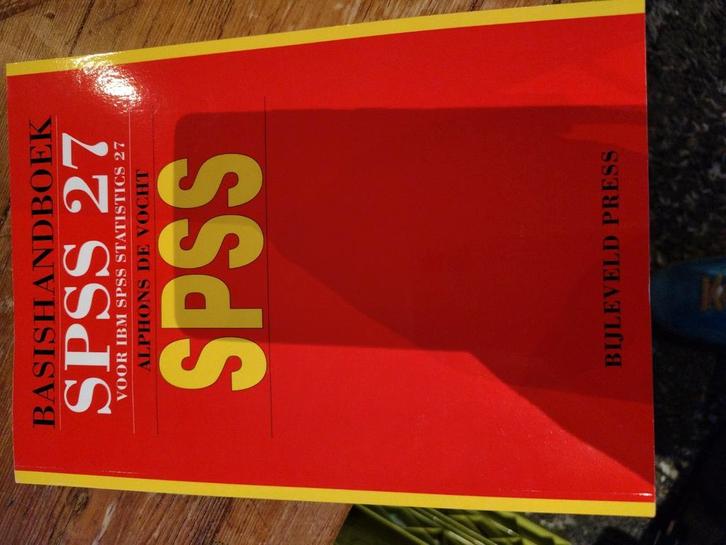 BASISHANDBOEK
SPSS 27
VOOR IBM SPSS STATISTICS 27
ALPHONS DE VOCHT
SPSS
BIJLEVELD PRESS